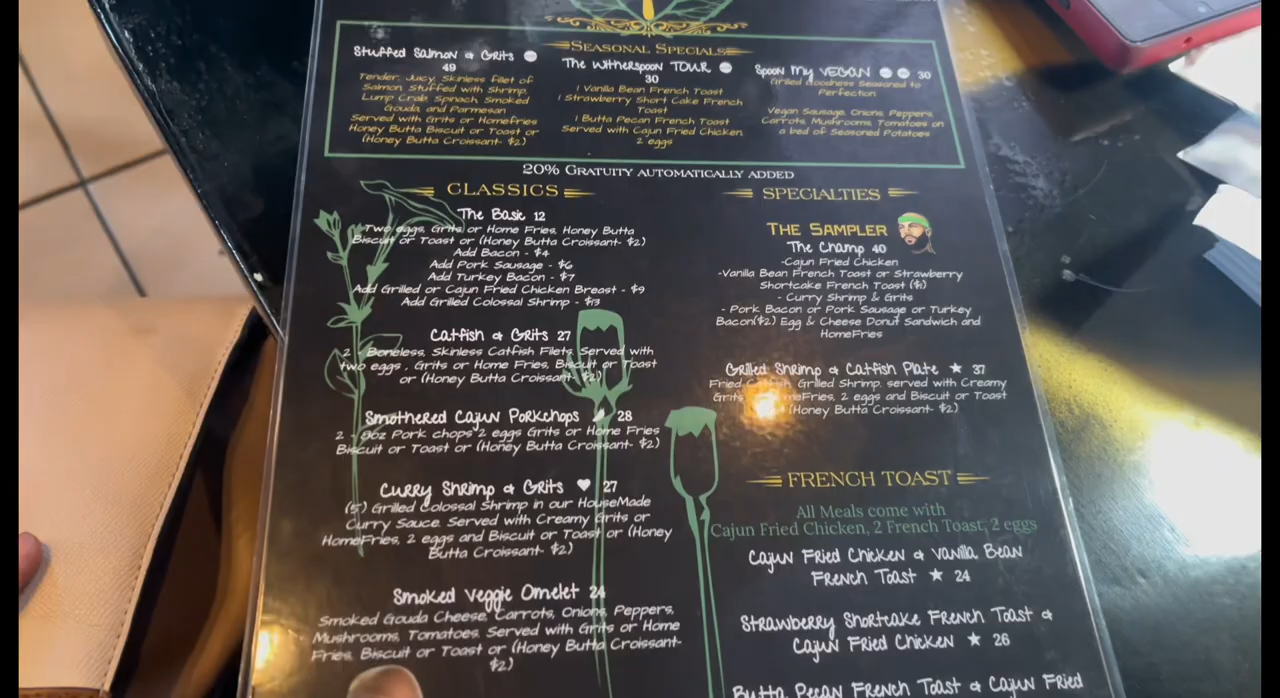 Seasonal Specials
Stuffed Salmon & Grits
49
Tender, Juicy, Skinless fillet of
Salmon Stuffed with Shrimp,
Lump Crab, Spinach, Smoked
Gouda, and Parmesan
Served with Grits or Homefries
Honey Butta Biscuit or Toast or
(Honey Butta Croissant- $2)
The Witherspoon TOUR
30
1 Vanilla Bean French Toast
1 Strawberry Short Cake French
Toast
1 Butta Pecan French Toast
Served with Cajun Fried Chicken,
2 eggs
Spoon My VEGAN 30
Grilled Goodness Seasoned to
Perfection
Vegan Sausage, Onions, Peppers,
Carrots, Mushrooms, Tomatoes on
a bed of Seasoned Potatoes
20% Gratuity automatically added
Classics
The Basic 12
Two eggs, Grits or Home Fries, Honey Butta
Biscuit or Toast or (Honey Butta Croissant- $2)
Add Bacon - $4
Add Pork Sausage - $6
Add Turkey Bacon - $7
Add Grilled or Cajun Fried Chicken Breast - $9
Add Grilled Colossal Shrimp - $13
Catfish & Grits 27
2 - Boneless, Skinless Catfish Filets, Served with
two eggs , Grits or Home Fries, Biscuit or Toast
or (Honey Butta Croissant- $2)
Smothered Cajun Porkchops 28
2 - 9oz Pork chops 2 eggs Grits or Home Fries
Biscuit or Toast or (Honey Butta Croissant- $2)
Curry Shrimp & Grits ♥ 27
(5) Grilled Colossal Shrimp in our HouseMade
Curry Sauce. Served with Creamy Grits or
HomeFries, 2 eggs and Biscuit or Toast or (Honey
Butta Croissant- $2)
Smoked Veggie Omelet 24
Smoked Gouda Cheese, Carrots, Onions, Peppers,
Mushrooms, Tomatoes. Served with Grits or Home
Fries, Biscuit or Toast or (Honey Butta Croissant-
$2)
Specialties
The Sampler
The Champ 40
-Cajun Fried Chicken
-Vanilla Bean French Toast or Strawberry
Shortcake French Toast ($1)
- Curry Shrimp & Grits
- Pork Bacon or Pork Sausage or Turkey
Bacon($2) Egg & Cheese Donut Sandwich and
HomeFries
Grilled Shrimp & Catfish Plate ★ 37
Fried Catfish, Grilled Shrimp, served with Creamy
Grits HomeFries, 2 eggs and Biscuit or Toast
(Honey Butta Croissant- $2)
French Toast
All Meals come with
Cajun Fried Chicken, 2 French Toast, 2 eggs
Cajun Fried Chicken & Vanilla Bean
French Toast ★ 24
Strawberry Shortcake French Toast &
Cajun Fried Chicken ★ 26
Butta Pecan French Toast & Cajun Fried